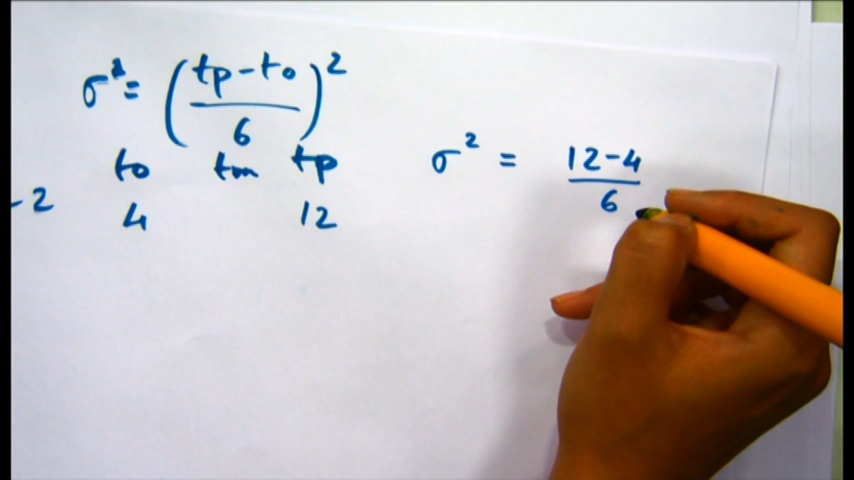 σ² = (tp - to / 6)²
to tm tp
- 2 4 12
σ² = 12 - 4 / 6